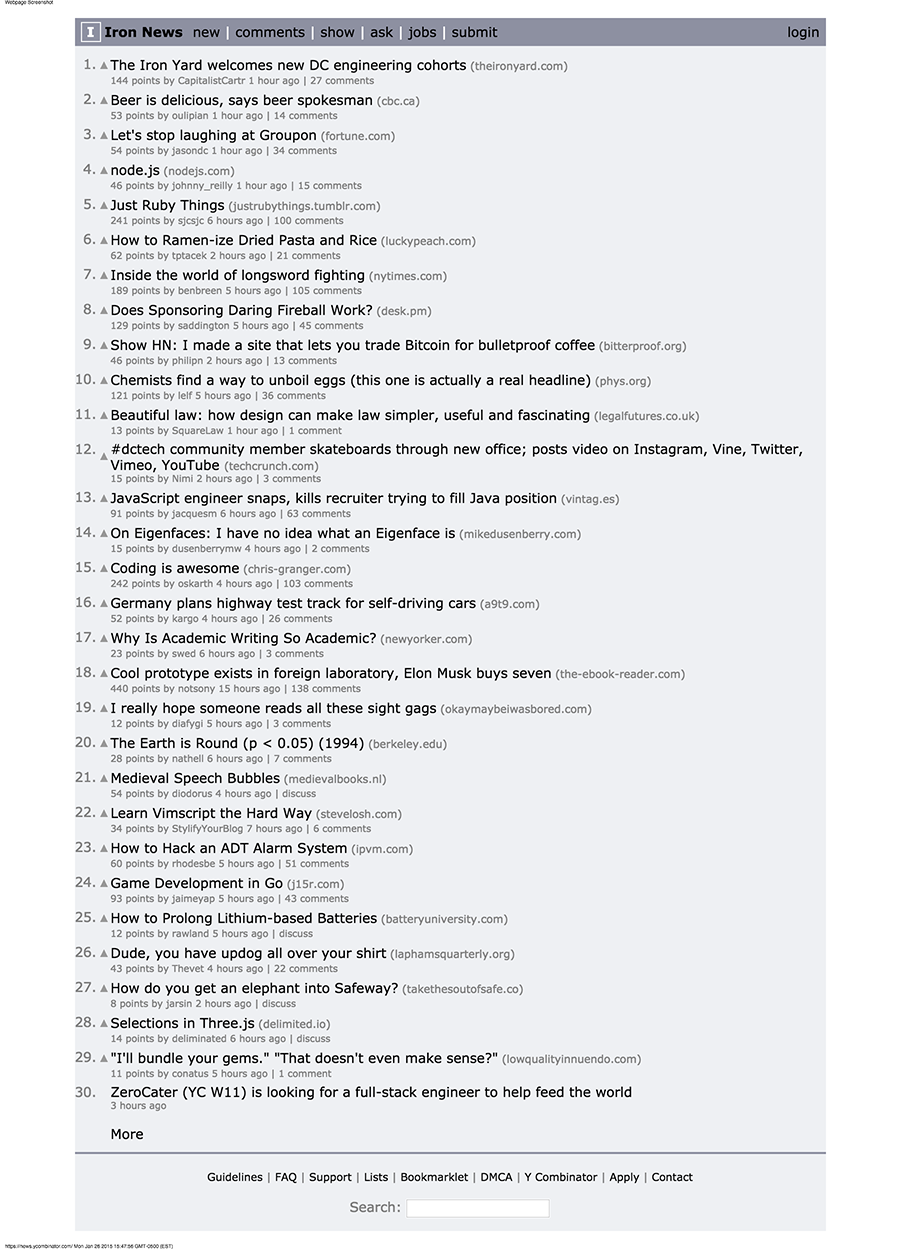 Webpage Screenshot
I Iron News new | comments | show | ask | jobs | submit login
1. ▲ The Iron Yard welcomes new DC engineering cohorts (theironyard.com)
144 points by CapitalistCartr 1 hour ago | 27 comments
2. ▲ Beer is delicious, says beer spokesman (cbc.ca)
53 points by oulipian 1 hour ago | 14 comments
3. ▲ Let's stop laughing at Groupon (fortune.com)
54 points by jasondc 1 hour ago | 34 comments
4. ▲ node.js (nodejs.com)
46 points by johnny_reilly 1 hour ago | 15 comments
5. ▲ Just Ruby Things (justrubythings.tumblr.com)
241 points by sjcsjc 6 hours ago | 100 comments
6. ▲ How to Ramen-ize Dried Pasta and Rice (luckypeach.com)
62 points by tptacek 2 hours ago | 21 comments
7. ▲ Inside the world of longsword fighting (nytimes.com)
189 points by benbreen 5 hours ago | 105 comments
8. ▲ Does Sponsoring Daring Fireball Work? (desk.pm)
129 points by saddington 5 hours ago | 45 comments
9. ▲ Show HN: I made a site that lets you trade Bitcoin for bulletproof coffee (bitterproof.org)
46 points by philipn 2 hours ago | 13 comments
10. ▲ Chemists find a way to unboil eggs (this one is actually a real headline) (phys.org)
121 points by lelf 5 hours ago | 36 comments
11. ▲ Beautiful law: how design can make law simpler, useful and fascinating (legalfutures.co.uk)
13 points by SquareLaw 1 hour ago | 1 comment
12. ▲ #dctech community member skateboards through new office; posts video on Instagram, Vine, Twitter,
Vimeo, YouTube (techcrunch.com)
15 points by Nimi 2 hours ago | 3 comments
13. ▲ JavaScript engineer snaps, kills recruiter trying to fill Java position (vintag.es)
91 points by jacquesm 6 hours ago | 63 comments
14. ▲ On Eigenfaces: I have no idea what an Eigenface is (mikedusenberry.com)
15 points by dusenberrymw 4 hours ago | 2 comments
15. ▲ Coding is awesome (chris-granger.com)
242 points by oskarth 4 hours ago | 103 comments
16. ▲ Germany plans highway test track for self-driving cars (a9t9.com)
52 points by kargo 4 hours ago | 26 comments
17. ▲ Why Is Academic Writing So Academic? (newyorker.com)
23 points by swed 6 hours ago | 3 comments
18. ▲ Cool prototype exists in foreign laboratory, Elon Musk buys seven (the-ebook-reader.com)
440 points by notsony 15 hours ago | 138 comments
19. ▲ I really hope someone reads all these sight gags (okaymaybeiwasbored.com)
12 points by diafygi 5 hours ago | 3 comments
20. ▲ The Earth is Round (p < 0.05) (1994) (berkeley.edu)
28 points by nathell 6 hours ago | 7 comments
21. ▲ Medieval Speech Bubbles (medievalbooks.nl)
54 points by diodorus 4 hours ago | discuss
22. ▲ Learn Vimscript the Hard Way (stevelosh.com)
34 points by StylifyYourBlog 7 hours ago | 6 comments
23. ▲ How to Hack an ADT Alarm System (ipvm.com)
60 points by rhodesbe 5 hours ago | 51 comments
24. ▲ Game Development in Go (j15r.com)
93 points by jaimeyap 5 hours ago | 43 comments
25. ▲ How to Prolong Lithium-based Batteries (batteryuniversity.com)
12 points by rawland 5 hours ago | discuss
26. ▲ Dude, you have updog all over your shirt (laphamsquarterly.org)
43 points by Thevet 4 hours ago | 22 comments
27. ▲ How do you get an elephant into Safeway? (takethesoutofsafe.co)
8 points by jarsin 2 hours ago | discuss
28. ▲ Selections in Three.js (delimited.io)
14 points by deliminated 6 hours ago | discuss
29. ▲ "I'll bundle your gems." "That doesn't even make sense?" (lowqualityinnuendo.com)
11 points by conatus 5 hours ago | 1 comment
30. ZeroCater (YC W11) is looking for a full-stack engineer to help feed the world
3 hours ago
More
Guidelines | FAQ | Support | Lists | Bookmarklet | DMCA | Y Combinator | Apply | Contact
Search:
https://news.ycombinator.com/ Mon Jan 26 2015 15:47:56 GMT-0500 (EST)